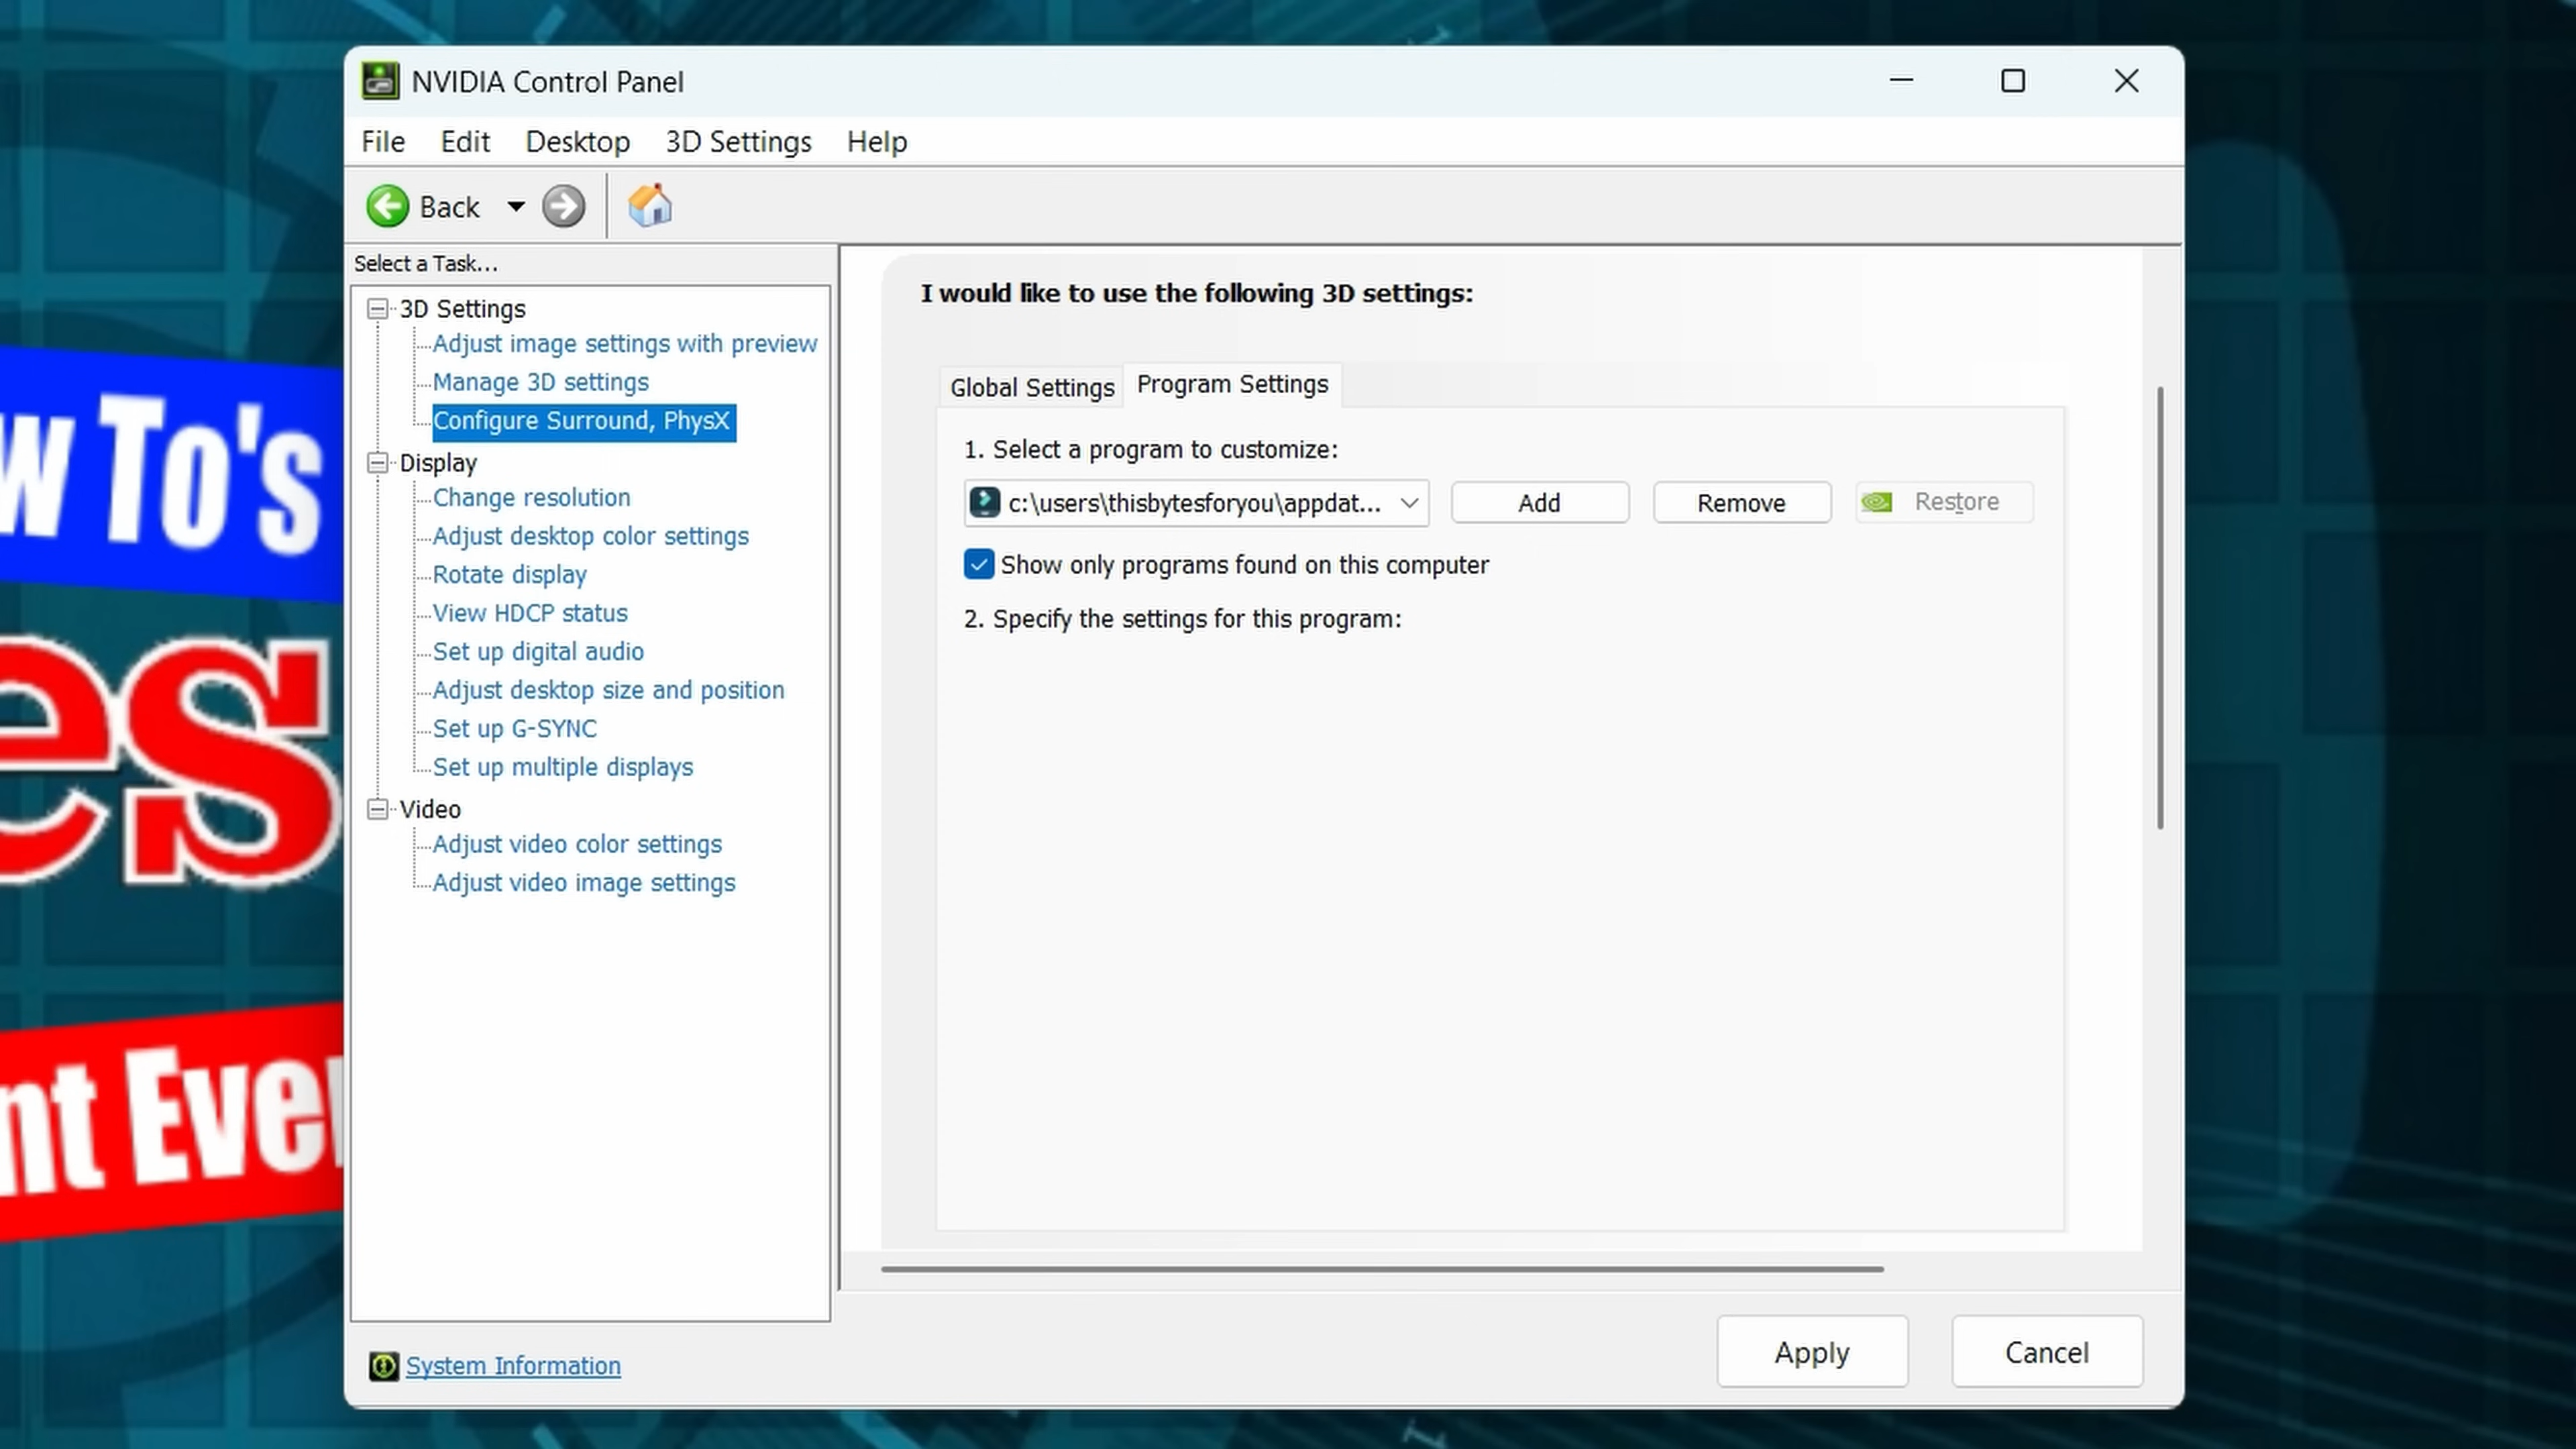 NVIDIA Control Panel
File Edit Desktop 3D Settings Help
Back
Select a Task...
3D Settings
Adjust image settings with preview
Manage 3D settings
Configure Surround, PhysX
Display
Change resolution
Adjust desktop color settings
Rotate display
View HDCP status
Set up digital audio
Adjust desktop size and position
Set up G-SYNC
Set up multiple displays
Video
Adjust video color settings
Adjust video image settings
System Information
I would like to use the following 3D settings:
Global Settings Program Settings
1. Select a program to customize:
c:\users\thisbytesforyou\appdat... Add Remove Restore
Show only programs found on this computer
2. Specify the settings for this program:
Apply Cancel
w To's
es
nt Ever